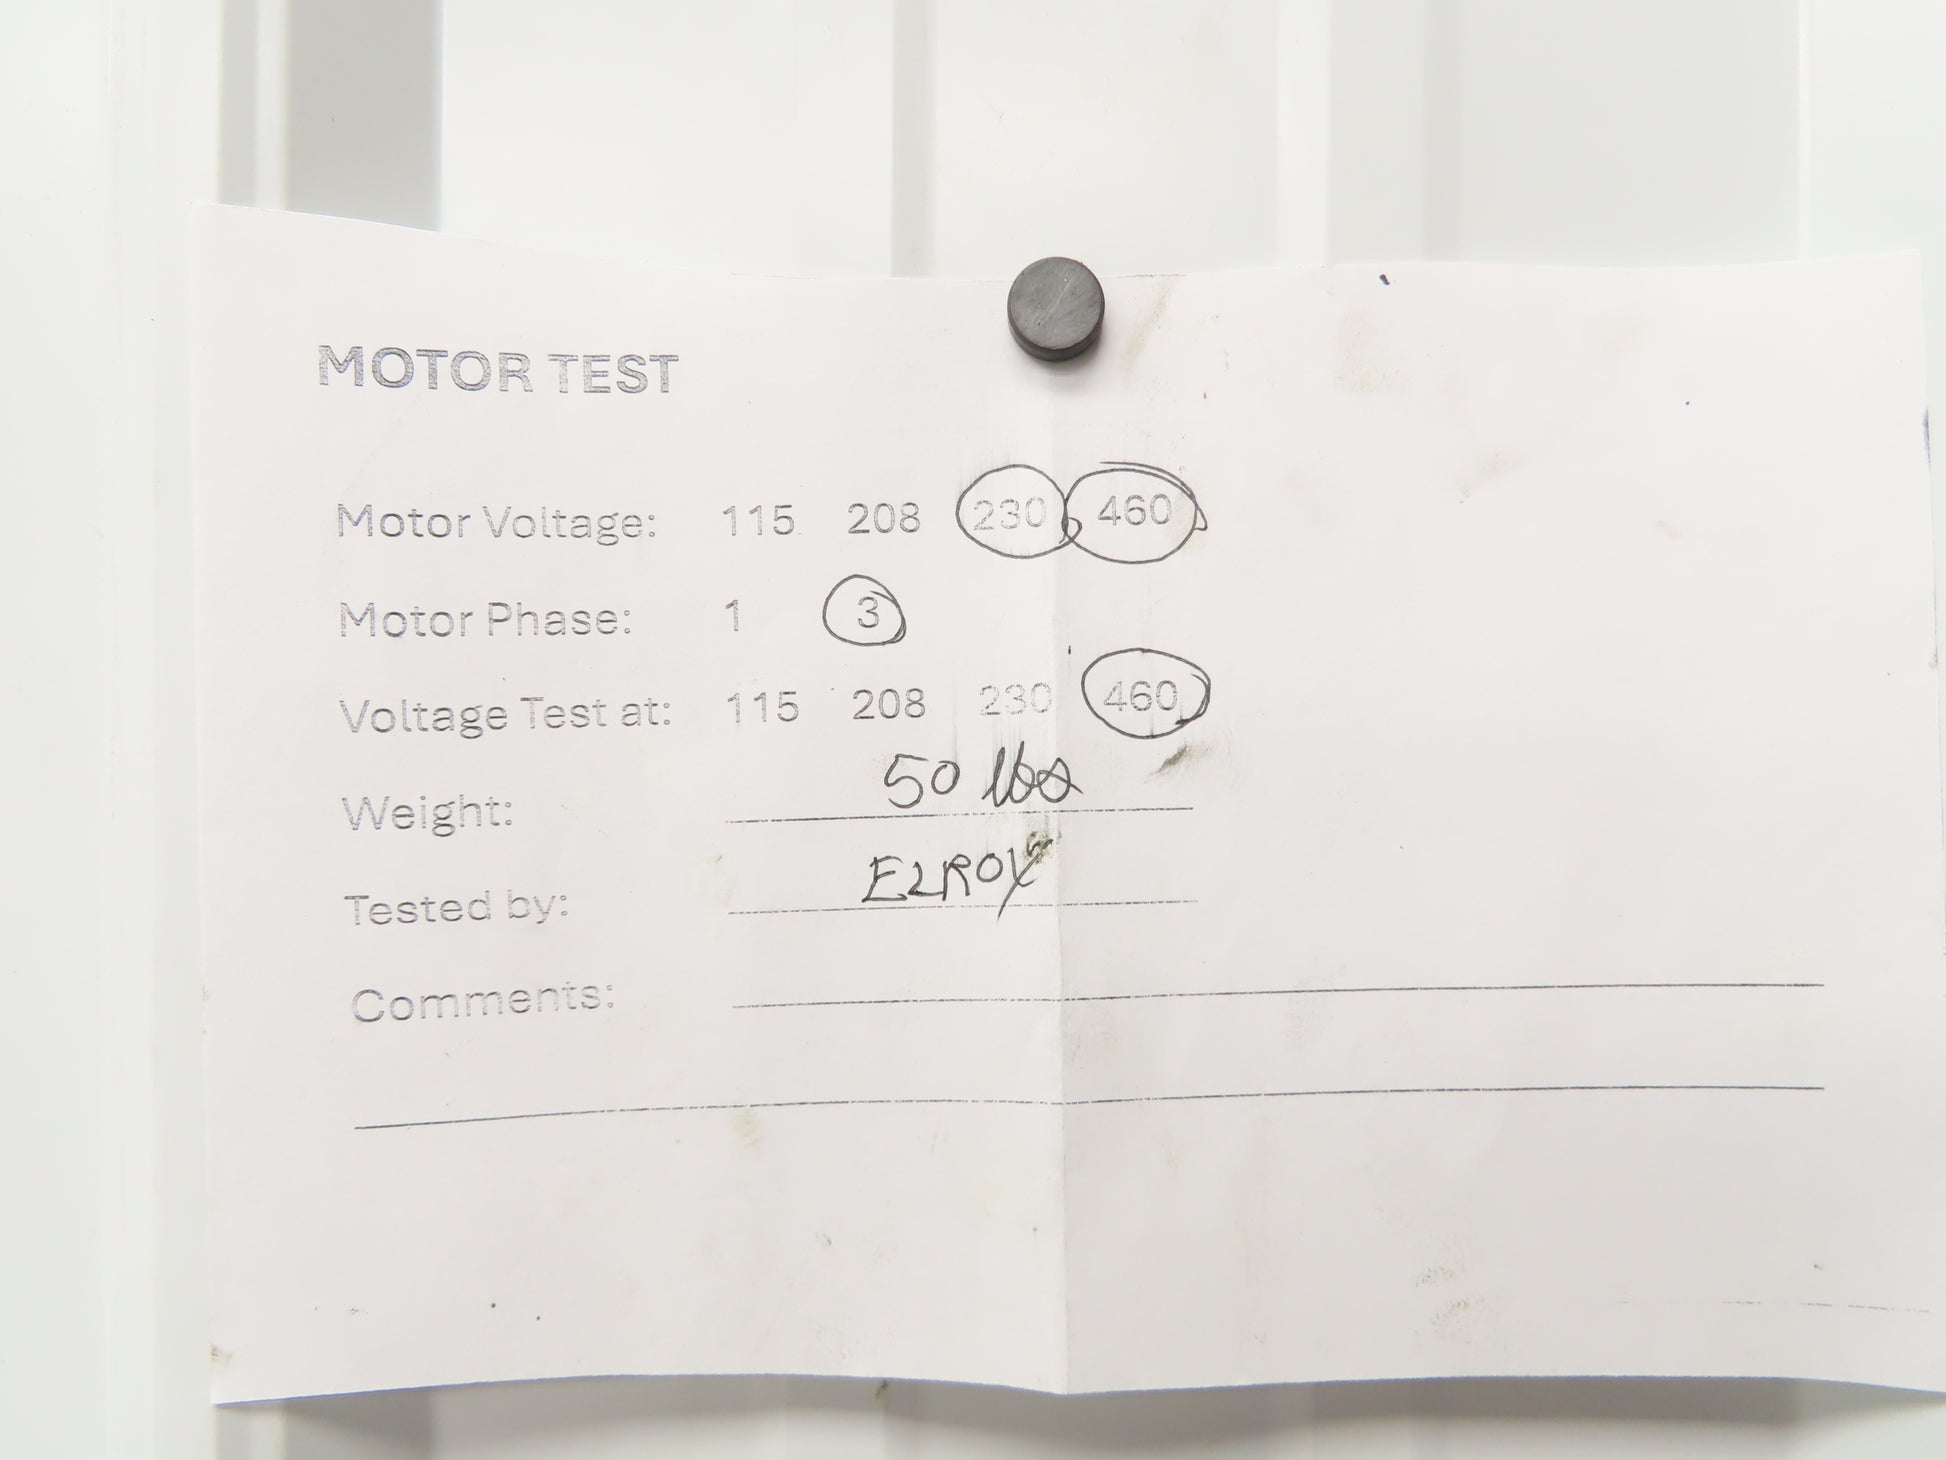 MOTOR TEST
Motor Voltage: 115 208 230 460
Motor Phase: 1 3
Voltage Test at: 115 208 230 460
Weight: 50 lbs
Tested by: ELROY
Comments: